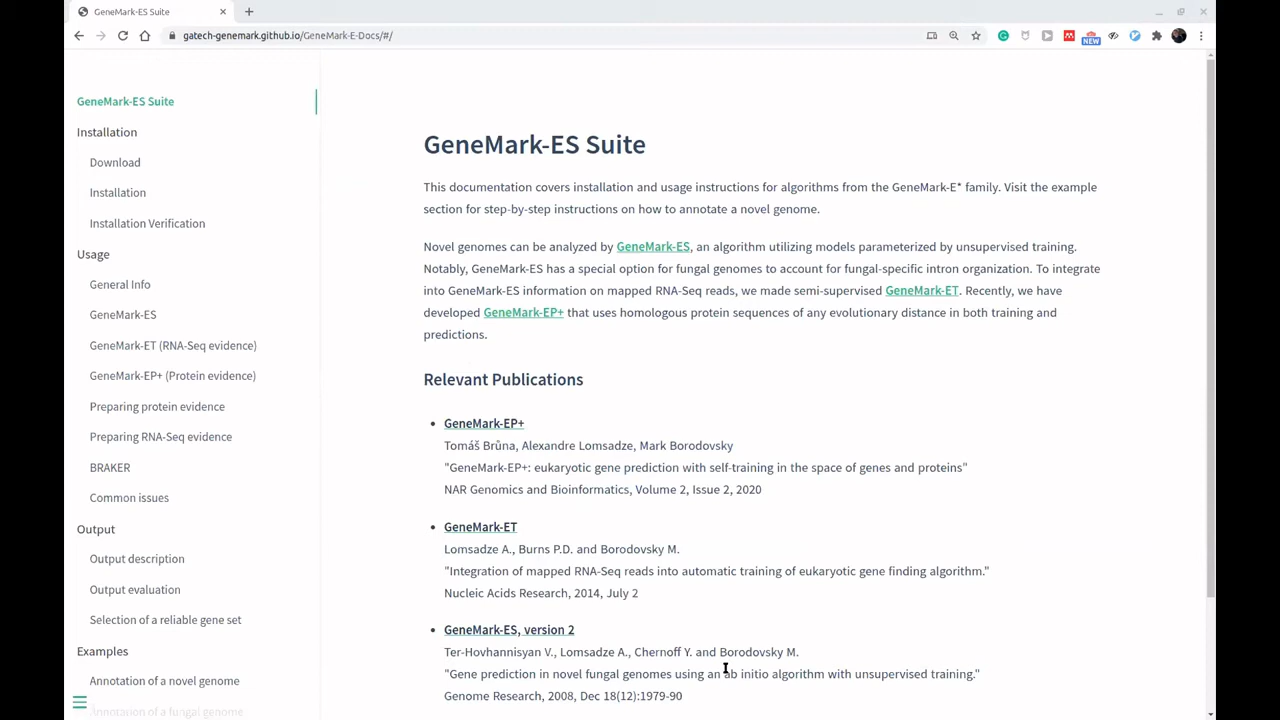 GeneMark-ES Suite
gatech-genemark.github.io/GeneMark-E-Docs/#/
NEW
GeneMark-ES Suite
Installation
Download
Installation
Installation Verification
Usage
General Info
GeneMark-ES
GeneMark-ET (RNA-Seq evidence)
GeneMark-EP+ (Protein evidence)
Preparing protein evidence
Preparing RNA-Seq evidence
BRAKER
Common issues
Output
Output description
Output evaluation
Selection of a reliable gene set
Examples
Annotation of a novel genome
Annotation of a fungal genome
GeneMark-ES Suite
This documentation covers installation and usage instructions for algorithms from the GeneMark-E* family. Visit the example
section for step-by-step instructions on how to annotate a novel genome.
Novel genomes can be analyzed by GeneMark-ES, an algorithm utilizing models parameterized by unsupervised training.
Notably, GeneMark-ES has a special option for fungal genomes to account for fungal-specific intron organization. To integrate
into GeneMark-ES information on mapped RNA-Seq reads, we made semi-supervised GeneMark-ET. Recently, we have
developed GeneMark-EP+ that uses homologous protein sequences of any evolutionary distance in both training and
predictions.
Relevant Publications
GeneMark-EP+
Tomáš Brůna, Alexandre Lomsadze, Mark Borodovsky
"GeneMark-EP+: eukaryotic gene prediction with self-training in the space of genes and proteins"
NAR Genomics and Bioinformatics, Volume 2, Issue 2, 2020
GeneMark-ET
Lomsadze A., Burns P.D. and Borodovsky M.
"Integration of mapped RNA-Seq reads into automatic training of eukaryotic gene finding algorithm."
Nucleic Acids Research, 2014, July 2
GeneMark-ES, version 2
Ter-Hovhannisyan V., Lomsadze A., Chernoff Y. and Borodovsky M.
"Gene prediction in novel fungal genomes using an ab initio algorithm with unsupervised training."
Genome Research, 2008, Dec 18(12):1979-90